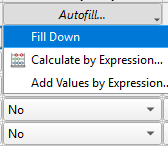 Autofill...
Fill Down
Calculate by Expression...
Add Values by Expression...
No
No